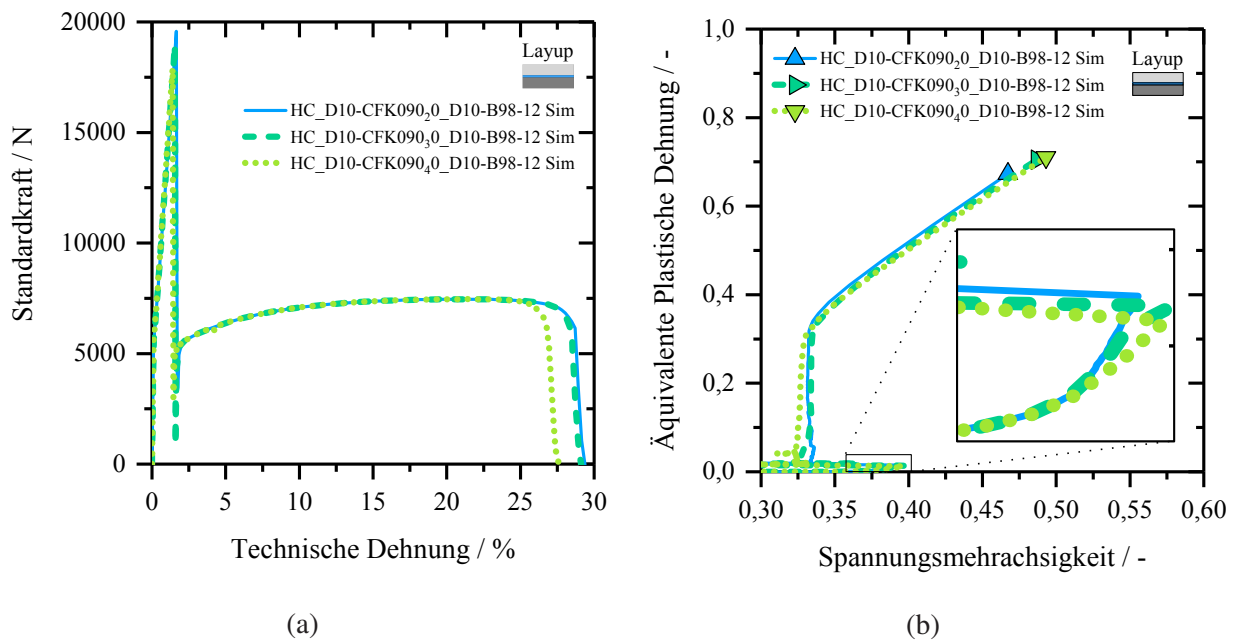 20000
15000
10000
5000
0
0
5
10
15
20
25
30
Standardkraft / N
Technische Dehnung / %
Layup
HC_D10-CFK090₂0_D10-B98-12 Sim
HC_D10-CFK090₃0_D10-B98-12 Sim
HC_D10-CFK090₄0_D10-B98-12 Sim
(a)
1,0
0,8
0,6
0,4
0,2
0,0
0,30
0,35
0,40
0,45
0,50
0,55
0,60
Äquivalente Plastische Dehnung / -
Spannungsmehrachsigkeit / -
Layup
HC_D10-CFK090₂0_D10-B98-12 Sim
HC_D10-CFK090₃0_D10-B98-12 Sim
HC_D10-CFK090₄0_D10-B98-12 Sim
(b)